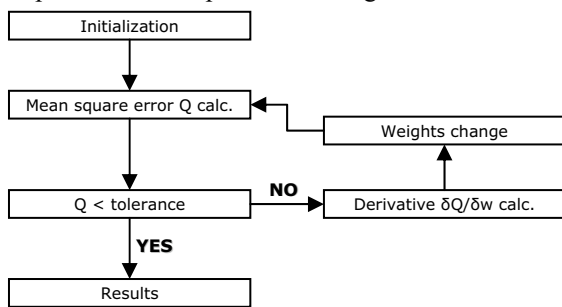 Initialization
Mean square error Q calc.
Weights change
NO
Q < tolerance
Derivative δQ/δw calc.
YES
Results